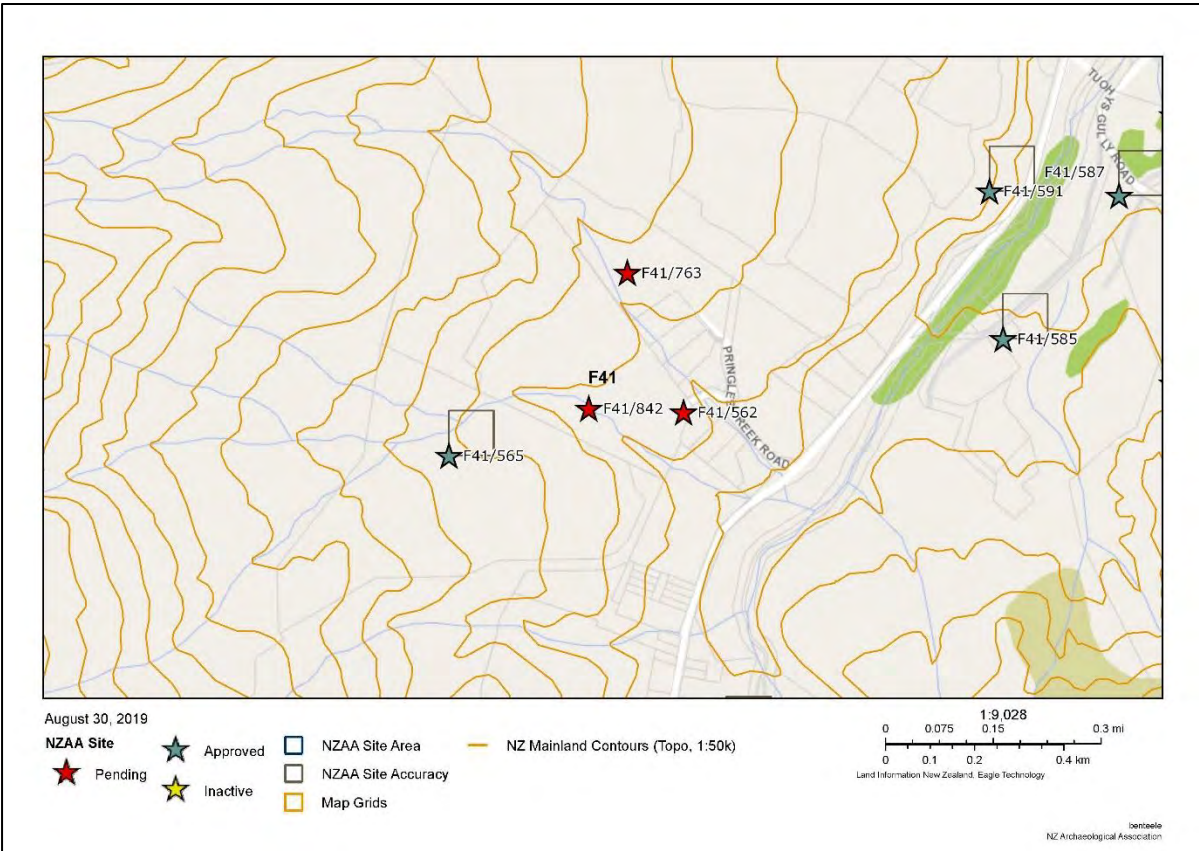 TUOHYS GULLY ROAD
F41/587
F41/591
F41/763
F41/585
PRINGLES CREEK ROAD
F41
F41/842
F41/562
F41/565
August 30, 2019
1:9,028
NZAA Site
Pending
Approved
Inactive
NZAA Site Area
NZAA Site Accuracy
Map Grids
NZ Mainland Contours (Topo, 1:50k)
0 0.075 0.15 0.3 mi
0 0.1 0.2 0.4 km
Land Information New Zealand, Eagle Technology
benteele
NZ Archaeological Association